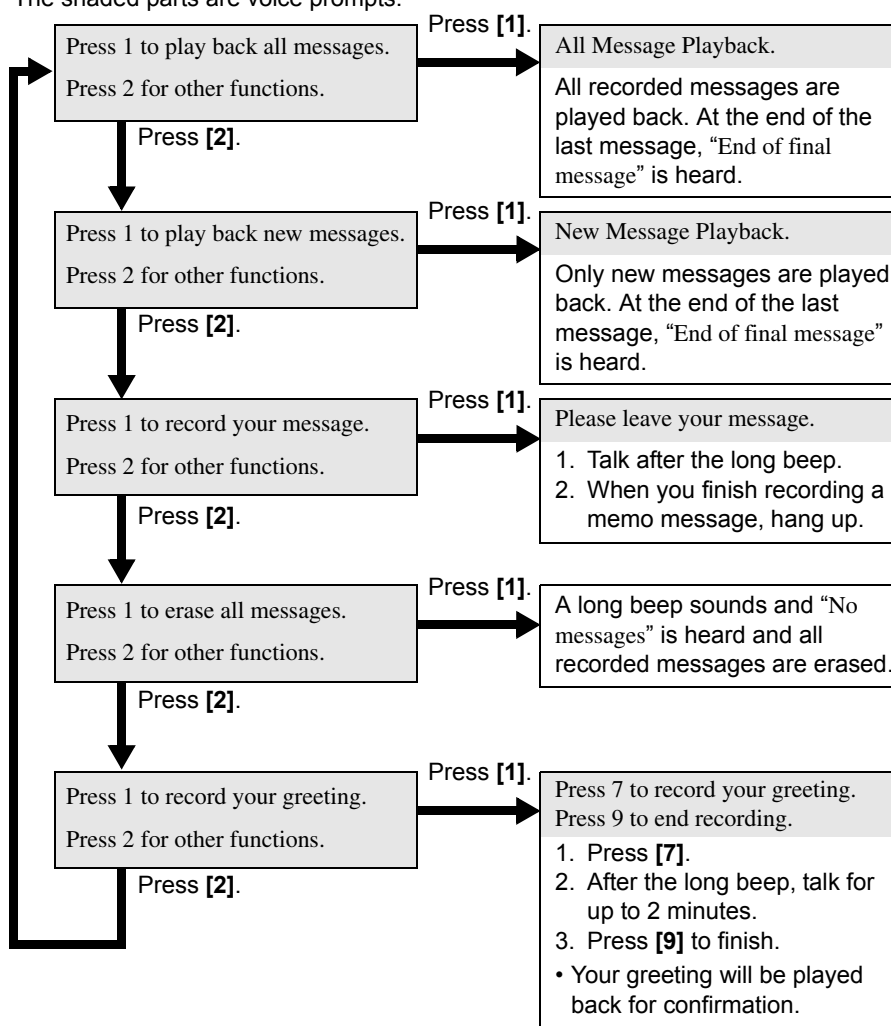 The shaded parts are voice prompts.
Press [1].
Press 1 to play back all messages.
Press 2 for other functions.
All Message Playback.
All recorded messages are
played back. At the end of the
last message, “End of final
message” is heard.
Press [2].
Press [1].
Press 1 to play back new messages.
Press 2 for other functions.
New Message Playback.
Only new messages are played
back. At the end of the last
message, “End of final message”
is heard.
Press [2].
Press [1].
Press 1 to record your message.
Press 2 for other functions.
Please leave your message.
1. Talk after the long beep.
2. When you finish recording a
memo message, hang up.
Press [2].
Press [1].
Press 1 to erase all messages.
Press 2 for other functions.
A long beep sounds and “No
messages” is heard and all
recorded messages are erased.
Press [2].
Press [1].
Press 1 to record your greeting.
Press 2 for other functions.
Press 7 to record your greeting.
Press 9 to end recording.
1. Press [7].
2. After the long beep, talk for
up to 2 minutes.
3. Press [9] to finish.
• Your greeting will be played
back for confirmation.
Press [2].